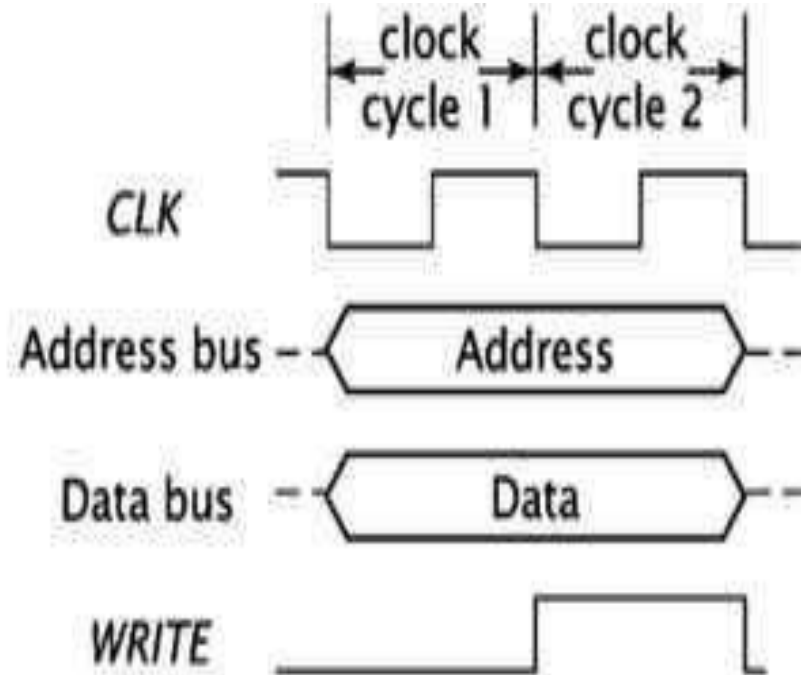 clock clock
cycle 1 cycle 2
CLK
Address bus Address
Data bus Data
WRITE